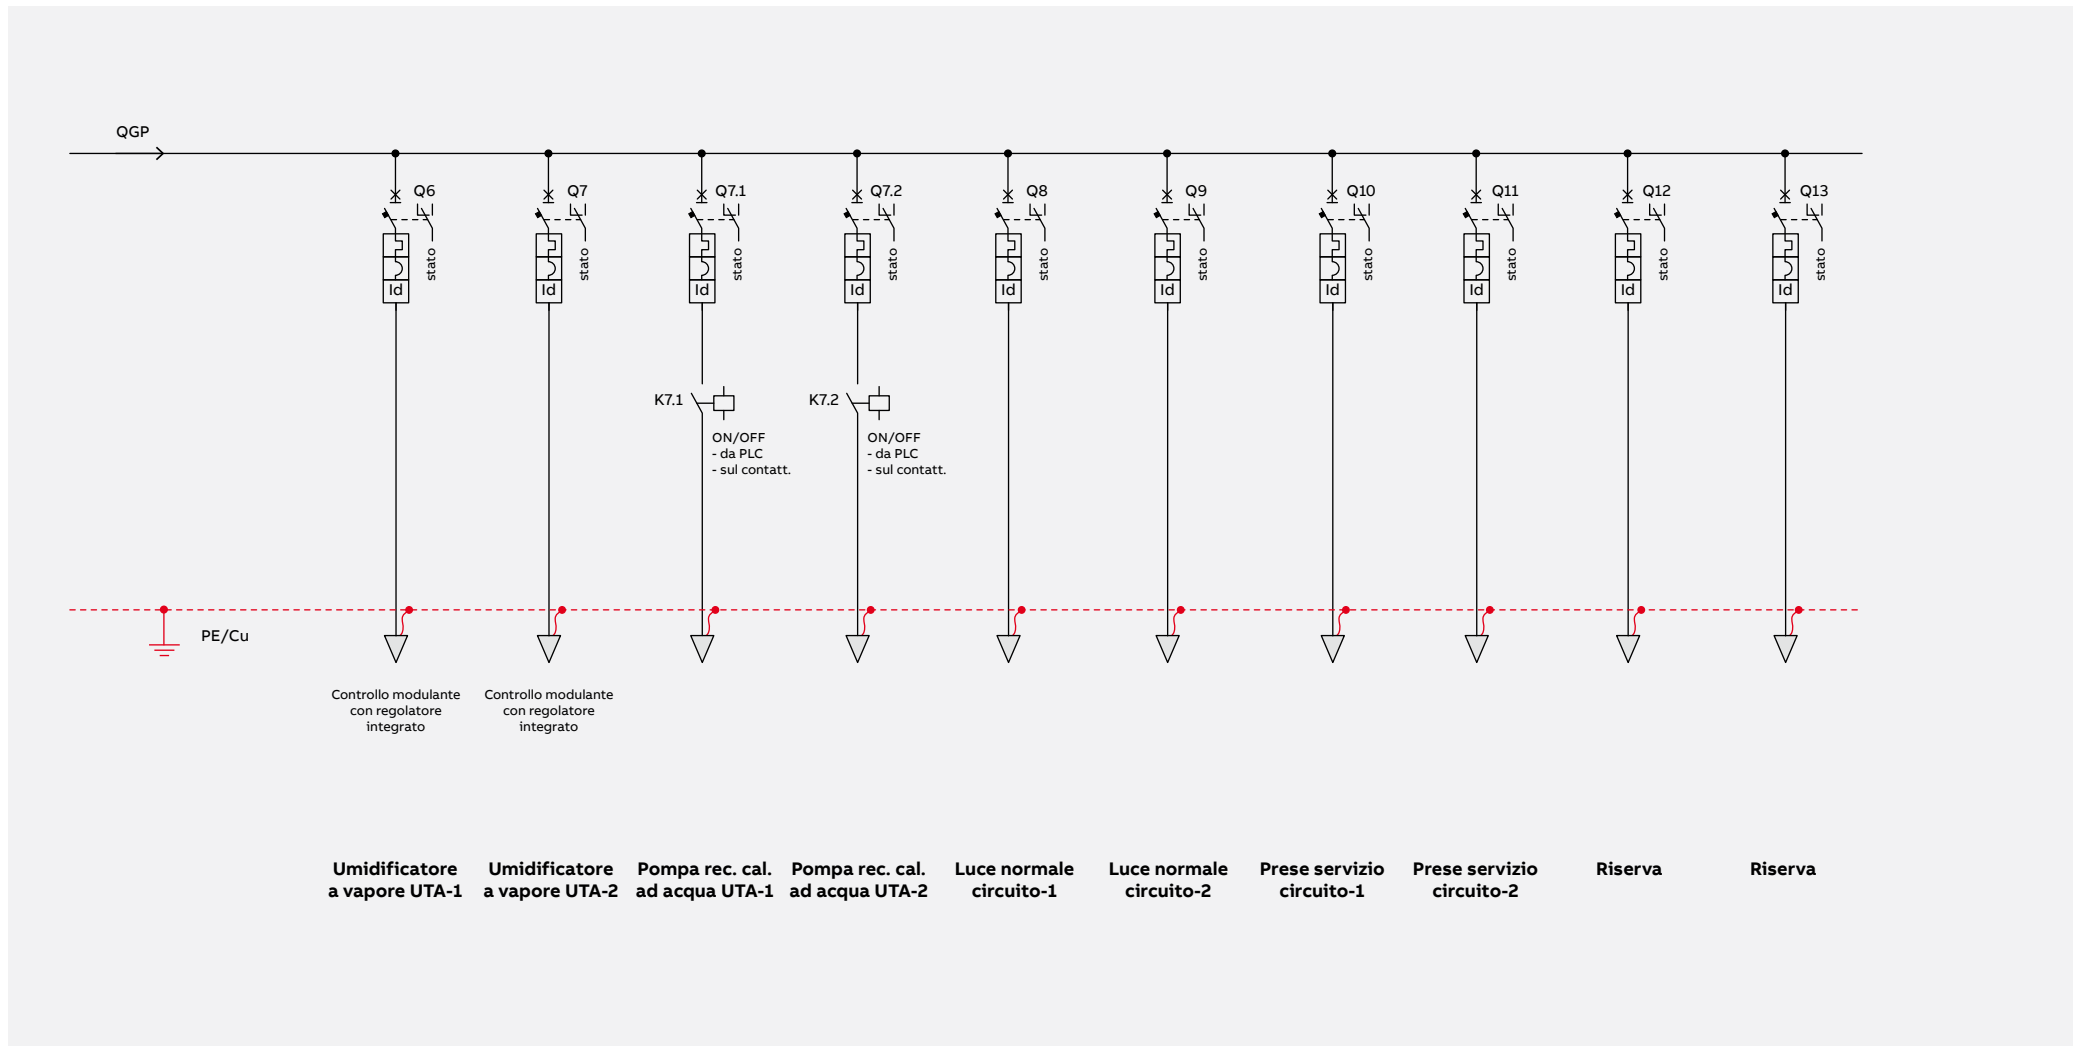 QGP
Q6
Q7
Q7.1
Q7.2
Q8
Q9
Q10
Q11
Q12
Q13
stato
stato
stato
stato
stato
stato
stato
stato
stato
stato
Id
Id
Id
Id
Id
Id
Id
Id
Id
Id
K7.1
ON/OFF
- da PLC
- sul contatt.
K7.2
ON/OFF
- da PLC
- sul contatt.
PE/Cu
Controllo modulante
con regolatore
integrato
Controllo modulante
con regolatore
integrato
Umidificatore
a vapore UTA-1
Umidificatore
a vapore UTA-2
Pompa rec. cal.
ad acqua UTA-1
Pompa rec. cal.
ad acqua UTA-2
Luce normale
circuito-1
Luce normale
circuito-2
Prese servizio
circuito-1
Prese servizio
circuito-2
Riserva
Riserva